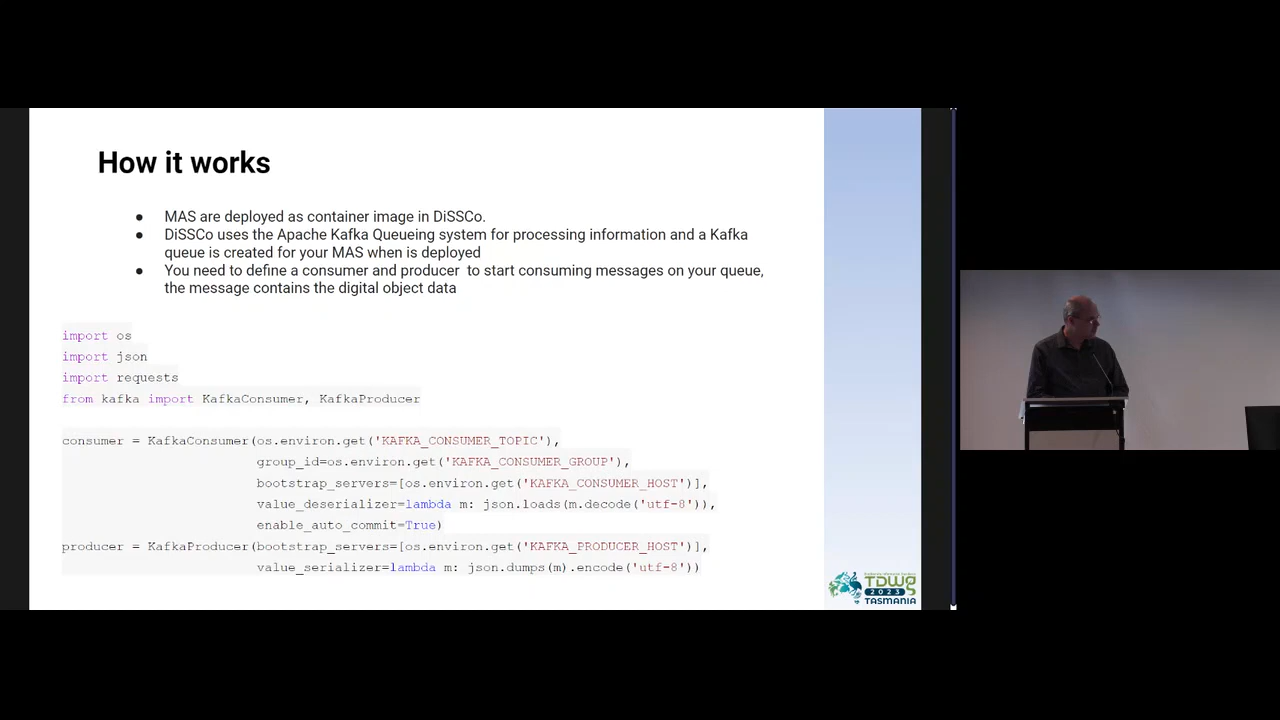 How it works
● MAS are deployed as container image in DiSSCo.
● DiSSCo uses the Apache Kafka Queueing system for processing information and a Kafka
queue is created for your MAS when is deployed
● You need to define a consumer and producer  to start consuming messages on your queue,
the message contains the digital object data
import os
import json
import requests
from kafka import KafkaConsumer, KafkaProducer
consumer = KafkaConsumer(os.environ.get('KAFKA_CONSUMER_TOPIC'),
group_id=os.environ.get('KAFKA_CONSUMER_GROUP'),
bootstrap_servers=[os.environ.get('KAFKA_CONSUMER_HOST')],
value_deserializer=lambda m: json.loads(m.decode('utf-8')),
enable_auto_commit=True)
producer = KafkaProducer(bootstrap_servers=[os.environ.get('KAFKA_PRODUCER_HOST')],
value_serializer=lambda m: json.dumps(m).encode('utf-8'))
TDWG
2023
TASMANIA